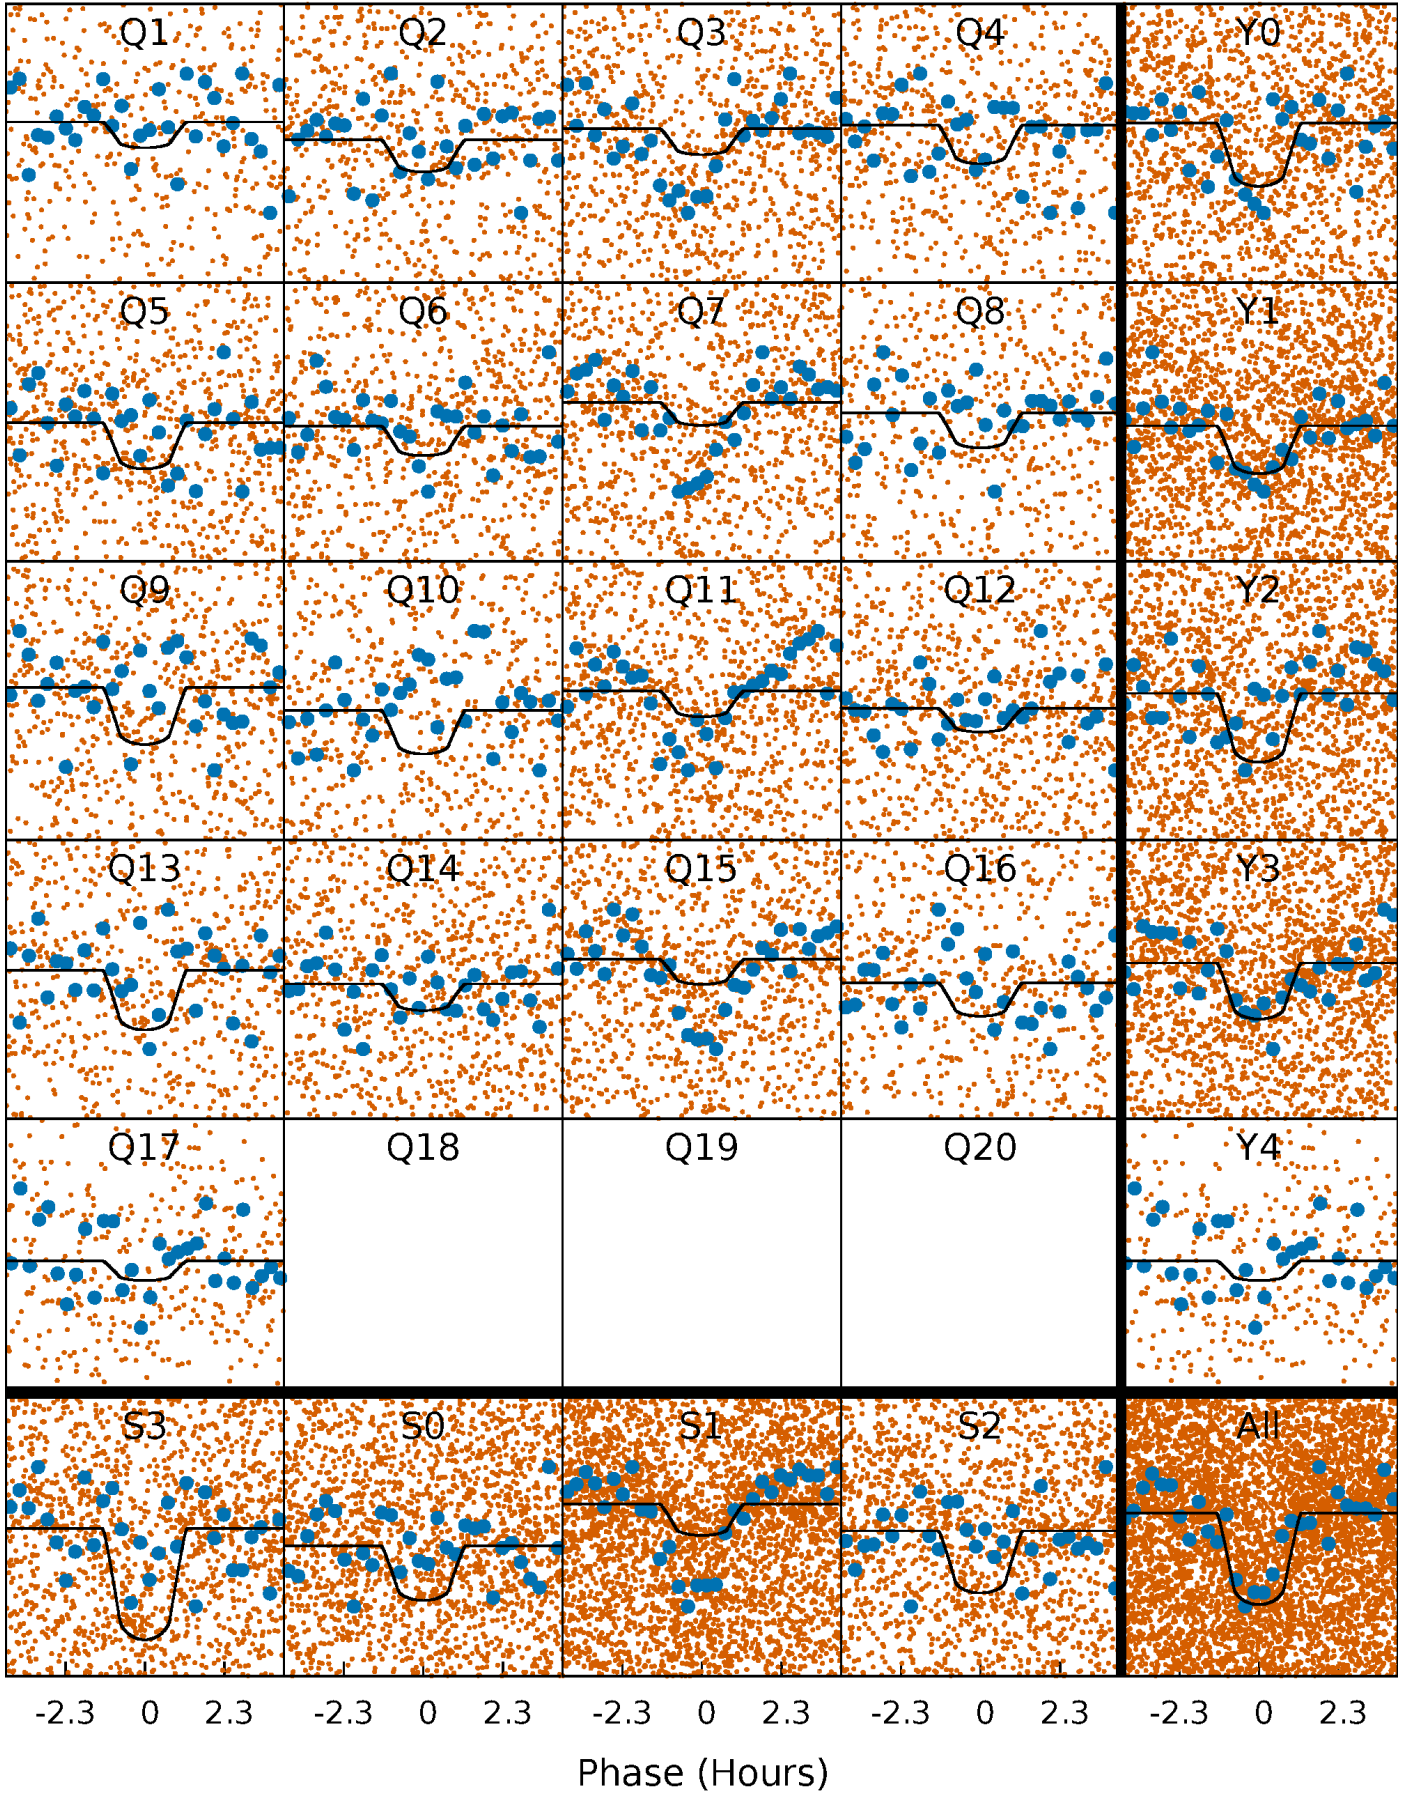 Q1 Q2 Q3 Q4 Y0
Q5 Q6 Q7 Q8 Y1
Q9 Q10 Q11 Q12 Y2
Q13 Q14 Q15 Q16 Y3
Q17 Q18 Q19 Q20 Y4
S3 S0 S1 S2 All
-2.3 0 2.3 -2.3 0 2.3 -2.3 0 2.3 -2.3 0 2.3 -2.3 0 2.3
Phase (Hours)